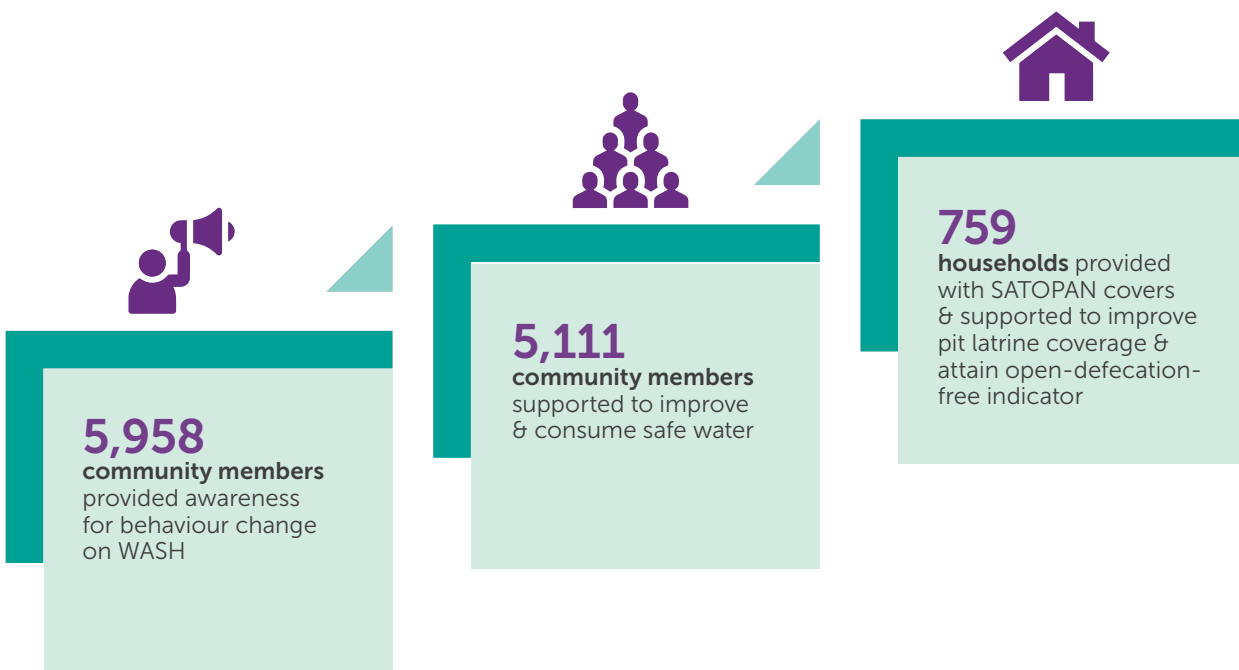 5,958
community members
provided awareness
for behaviour change
on WASH
5,111
community members
supported to improve
& consume safe water
759
households provided
with SATOPAN covers
& supported to improve
pit latrine coverage &
attain open-defecation-
free indicator